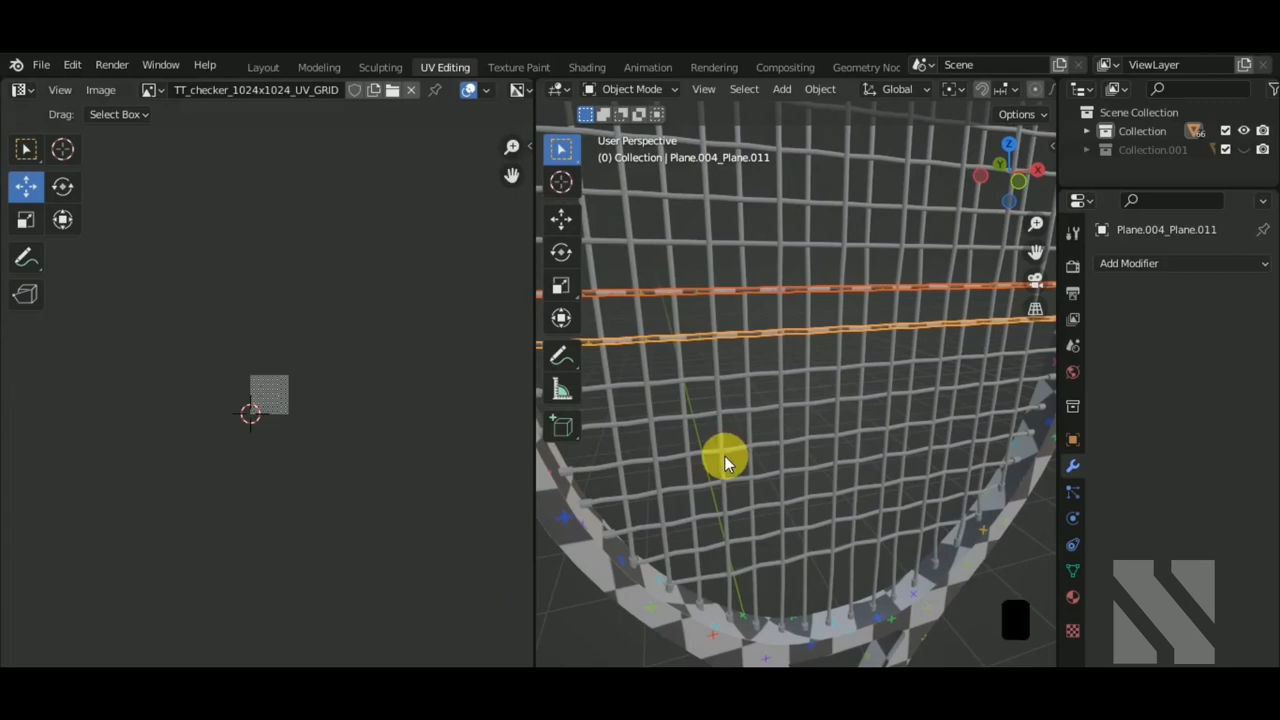 File Edit Render Window Help Layout Modeling Sculpting UV Editing Texture Paint Shading Animation Rendering Compositing Geometry Noc Scene ViewLayer
View Image TT_checker_1024x1024_UV_GRID Object Mode View Select Add Object Global
Drag: Select Box Options Scene Collection
Collection
Collection.001
User Perspective
(0) Collection | Plane.004_Plane.011
Z
Y
X
Plane.004_Plane.011
Add Modifier